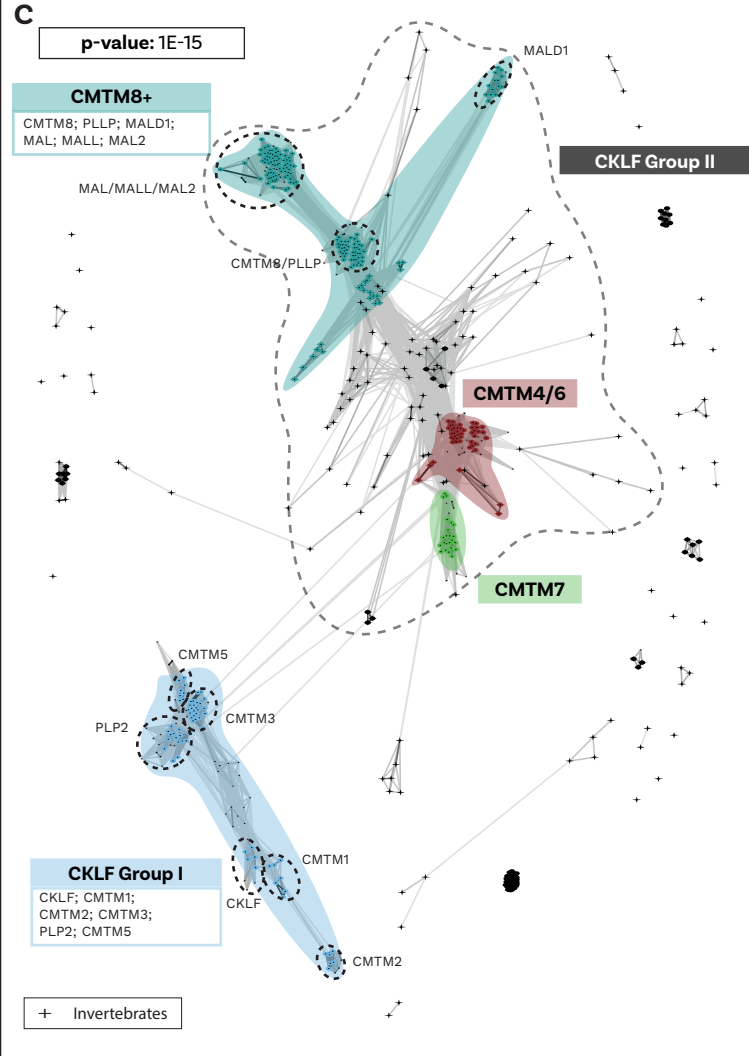 C
p-value: 1E-15
MALD1
CMTM8+
CMTM8; PLLP; MALD1;
MAL; MALL; MAL2
CKLF Group II
MAL/MALL/MAL2
CMTM8/PLLP
CMTM4/6
CMTM7
CMTM5
CMTM3
PLP2
CMTM1
CKLF Group I
CKLF; CMTM1;
CMTM2; CMTM3;
PLP2; CMTM5
CKLF
CMTM2
Invertebrates